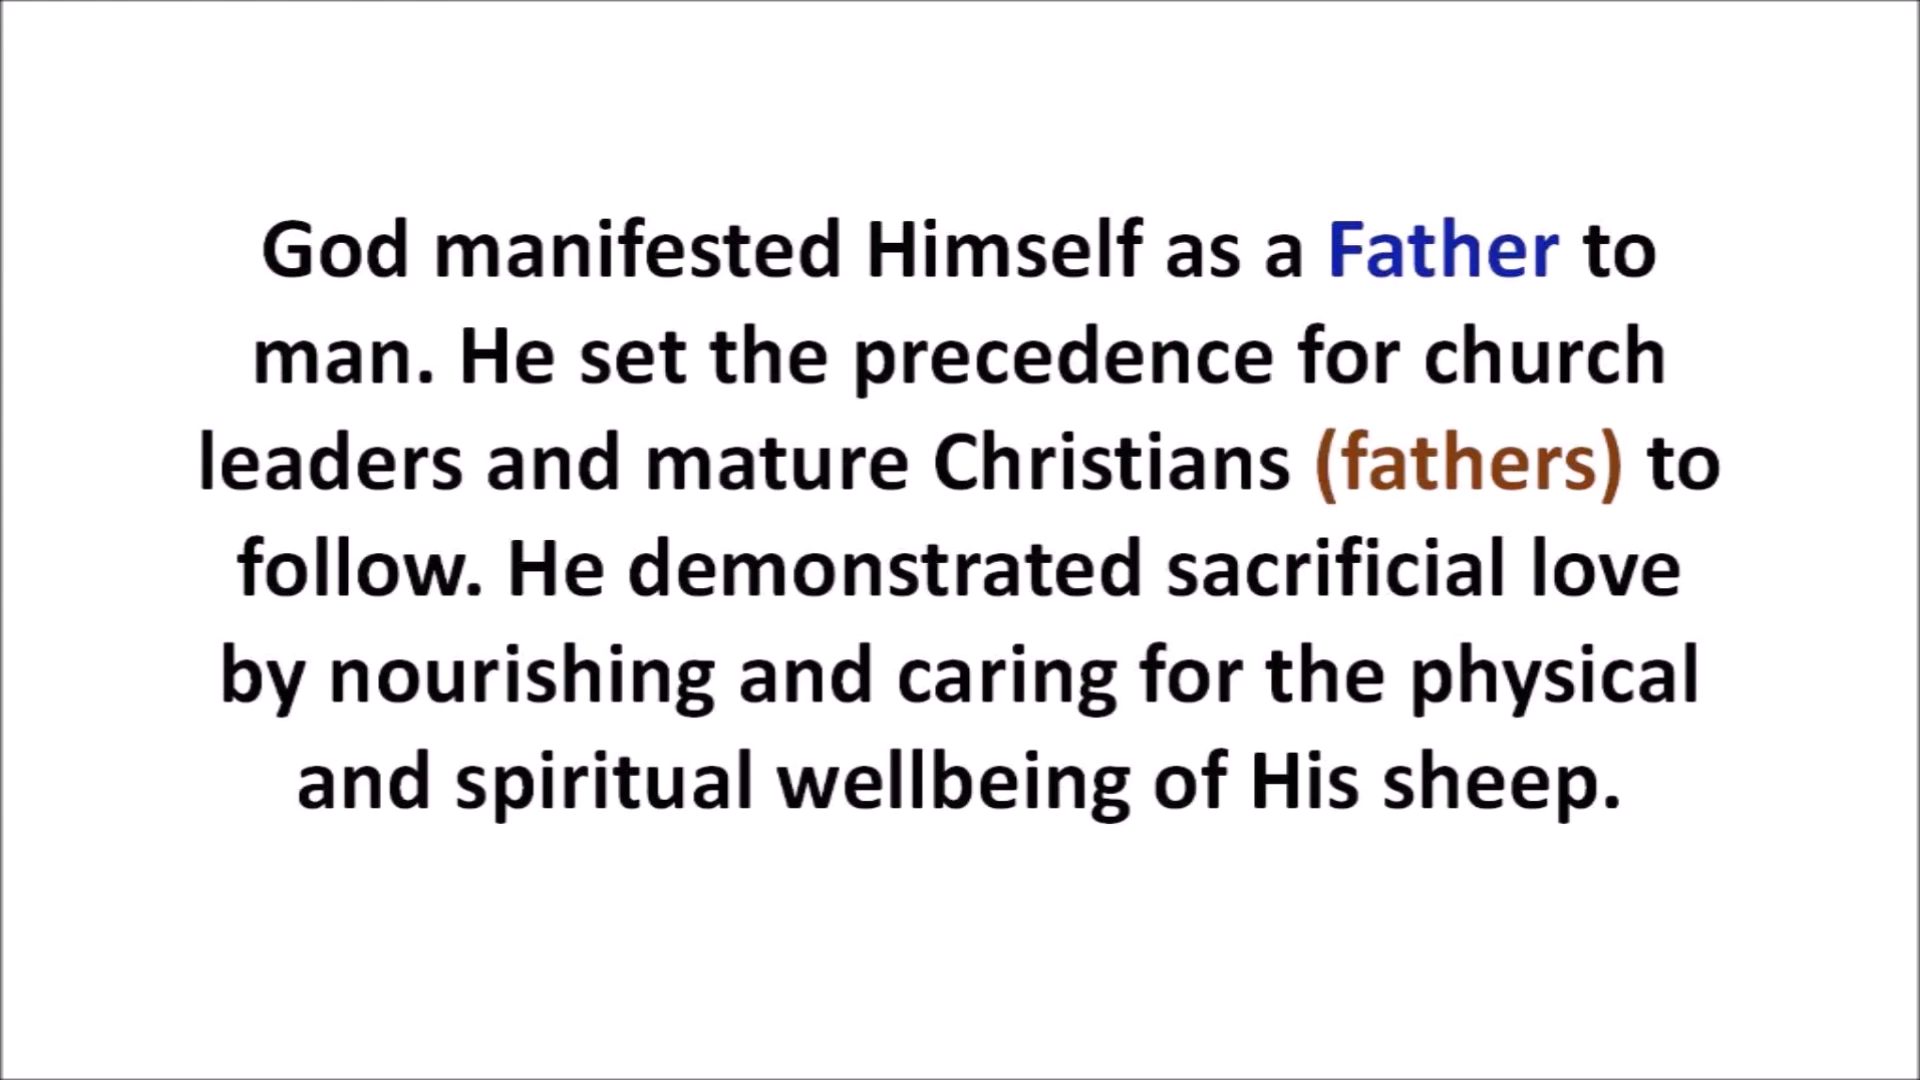 God manifested Himself as a Father to
man. He set the precedence for church
leaders and mature Christians (fathers) to
follow. He demonstrated sacrificial love
by nourishing and caring for the physical
and spiritual wellbeing of His sheep.